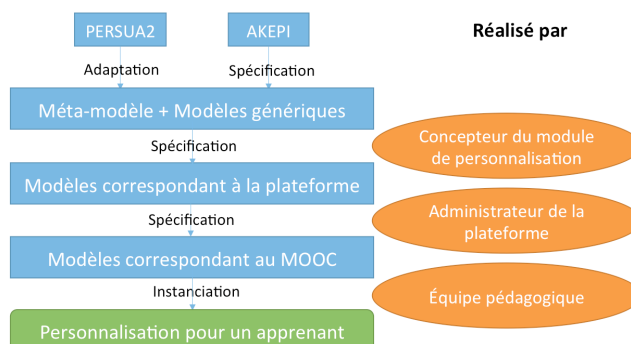 PERSUA2
AKEPI
Réalisé par
Adaptation
Spécification
Méta-modèle + Modèles génériques
Spécification
Concepteur du module
de personnalisation
Modèles correspondant à la plateforme
Spécification
Administrateur de la
plateforme
Modèles correspondant au MOOC
Instanciation
Équipe pédagogique
Personnalisation pour un apprenant